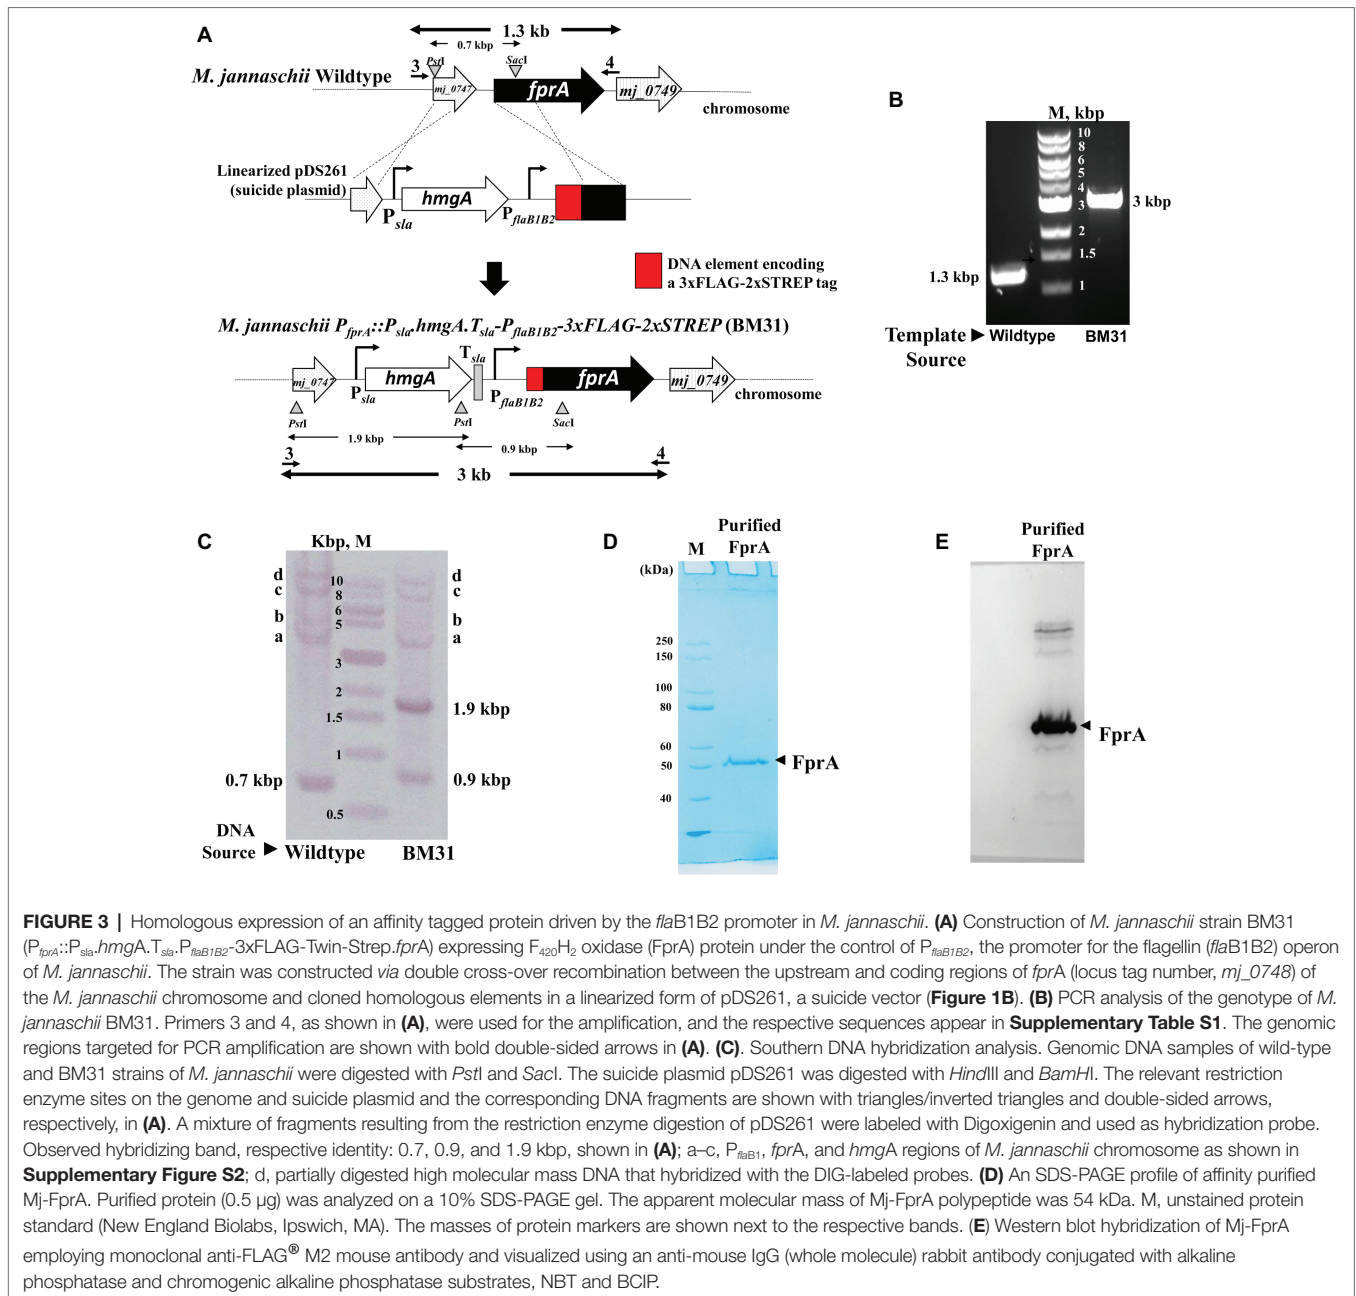 A
1.3 kb
0.7 kbp
PstI
SacI
3
4
M. jannaschii Wildtype
mj_0747
fprA
mj_0749
chromosome
Linearized pDS261
(suicide plasmid)
hmgA
Psla
PflaB1B2
DNA element encoding
a 3xFLAG-2xSTREP tag
M. jannaschii PfprA::Psla.hmgA.Tsla-PflaB1B2-3xFLAG-2xSTREP (BM31)
Tsla
mj_0747
hmgA
fprA
mj_0749
Psla
PflaB1B2
chromosome
PstI
PstI
SacI
1.9 kbp
0.9 kbp
3
4
3 kb
B
M, kbp
10
8
6
5
4
3
2
1.5
1
3 kbp
1.3 kbp
Template
Source
Wildtype
BM31
C
Kbp, M
d
c
b
a
10
8
6
5
3
2
1.5
1
0.5
d
c
b
a
1.9 kbp
0.7 kbp
0.9 kbp
DNA
Source
Wildtype
BM31
D
Purified
FprA
M
(kDa)
250
150
100
80
60
50
40
FprA
E
Purified
FprA
FprA
FIGURE 3 | Homologous expression of an affinity tagged protein driven by the flaB1B2 promoter in M. jannaschii. (A) Construction of M. jannaschii strain BM31
(PfprA::Psla.hmgA.Tsla.PflaB1B2-3xFLAG-Twin-Strep.fprA) expressing F₄₂₀H₂ oxidase (FprA) protein under the control of PflaB1B2, the promoter for the flagellin (flaB1B2) operon
of M. jannaschii. The strain was constructed via double cross-over recombination between the upstream and coding regions of fprA (locus tag number, mj_0748) of
the M. jannaschii chromosome and cloned homologous elements in a linearized form of pDS261, a suicide vector (Figure 1B). (B) PCR analysis of the genotype of M.
jannaschii BM31. Primers 3 and 4, as shown in (A), were used for the amplification, and the respective sequences appear in Supplementary Table S1. The genomic
regions targeted for PCR amplification are shown with bold double-sided arrows in (A). (C). Southern DNA hybridization analysis. Genomic DNA samples of wild-type
and BM31 strains of M. jannaschii were digested with PstI and SacI. The suicide plasmid pDS261 was digested with HindIII and BamHI. The relevant restriction
enzyme sites on the genome and suicide plasmid and the corresponding DNA fragments are shown with triangles/inverted triangles and double-sided arrows,
respectively, in (A). A mixture of fragments resulting from the restriction enzyme digestion of pDS261 were labeled with Digoxigenin and used as hybridization probe.
Observed hybridizing band, respective identity: 0.7, 0.9, and 1.9 kbp, shown in (A); a–c, PflaB1, fprA, and hmgA regions of M. jannaschii chromosome as shown in
Supplementary Figure S2; d, partially digested high molecular mass DNA that hybridized with the DIG-labeled probes. (D) An SDS-PAGE profile of affinity purified
Mj-FprA. Purified protein (0.5 μg) was analyzed on a 10% SDS-PAGE gel. The apparent molecular mass of Mj-FprA polypeptide was 54 kDa. M, unstained protein
standard (New England Biolabs, Ipswich, MA). The masses of protein markers are shown next to the respective bands. (E) Western blot hybridization of Mj-FprA
employing monoclonal anti-FLAG® M2 mouse antibody and visualized using an anti-mouse IgG (whole molecule) rabbit antibody conjugated with alkaline
phosphatase and chromogenic alkaline phosphatase substrates, NBT and BCIP.